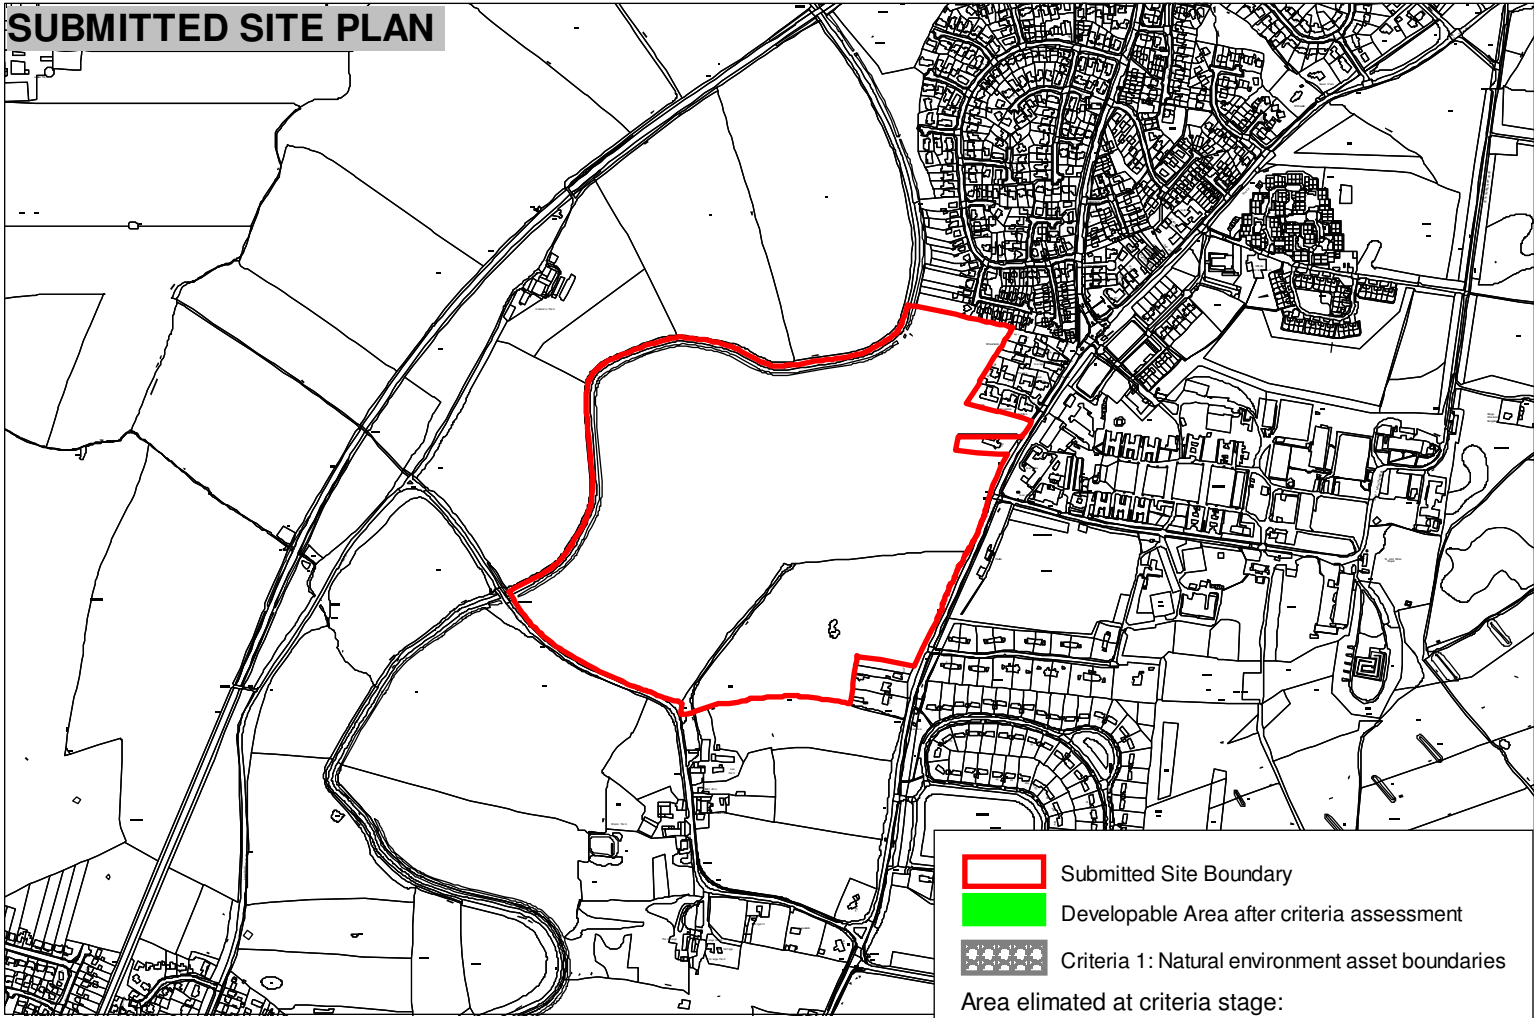 SUBMITTED SITE PLAN
Submitted Site Boundary
Developable Area after criteria assessment
Criteria 1: Natural environment asset boundaries
Area elimated at criteria stage: